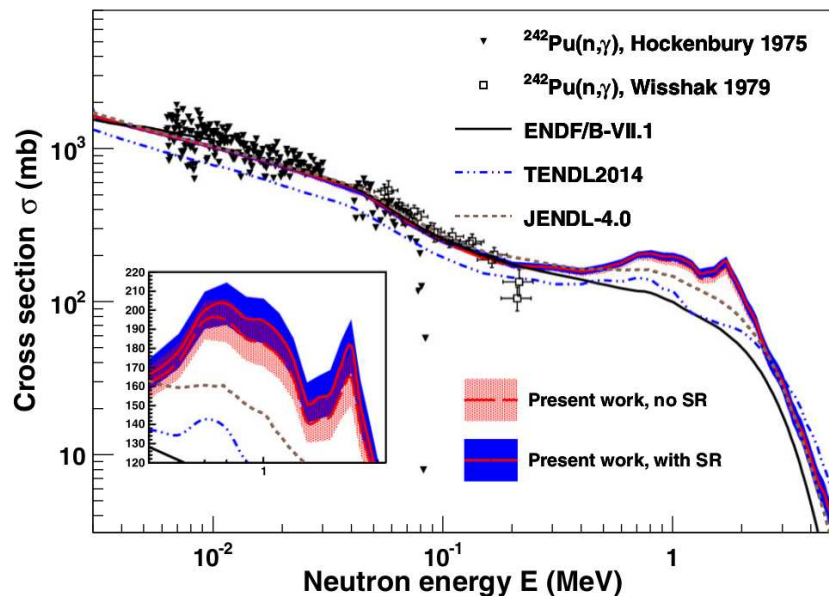 ²⁴²Pu(n,γ), Hockenbury 1975
²⁴²Pu(n,γ), Wisshak 1979
ENDF/B-VII.1
TENDL2014
JENDL-4.0
Cross section σ (mb)
10³
10²
10
220
210
200
190
180
170
160
150
140
130
120
1
Present work, no SR
Present work, with SR
10⁻²
10⁻¹
1
Neutron energy E (MeV)